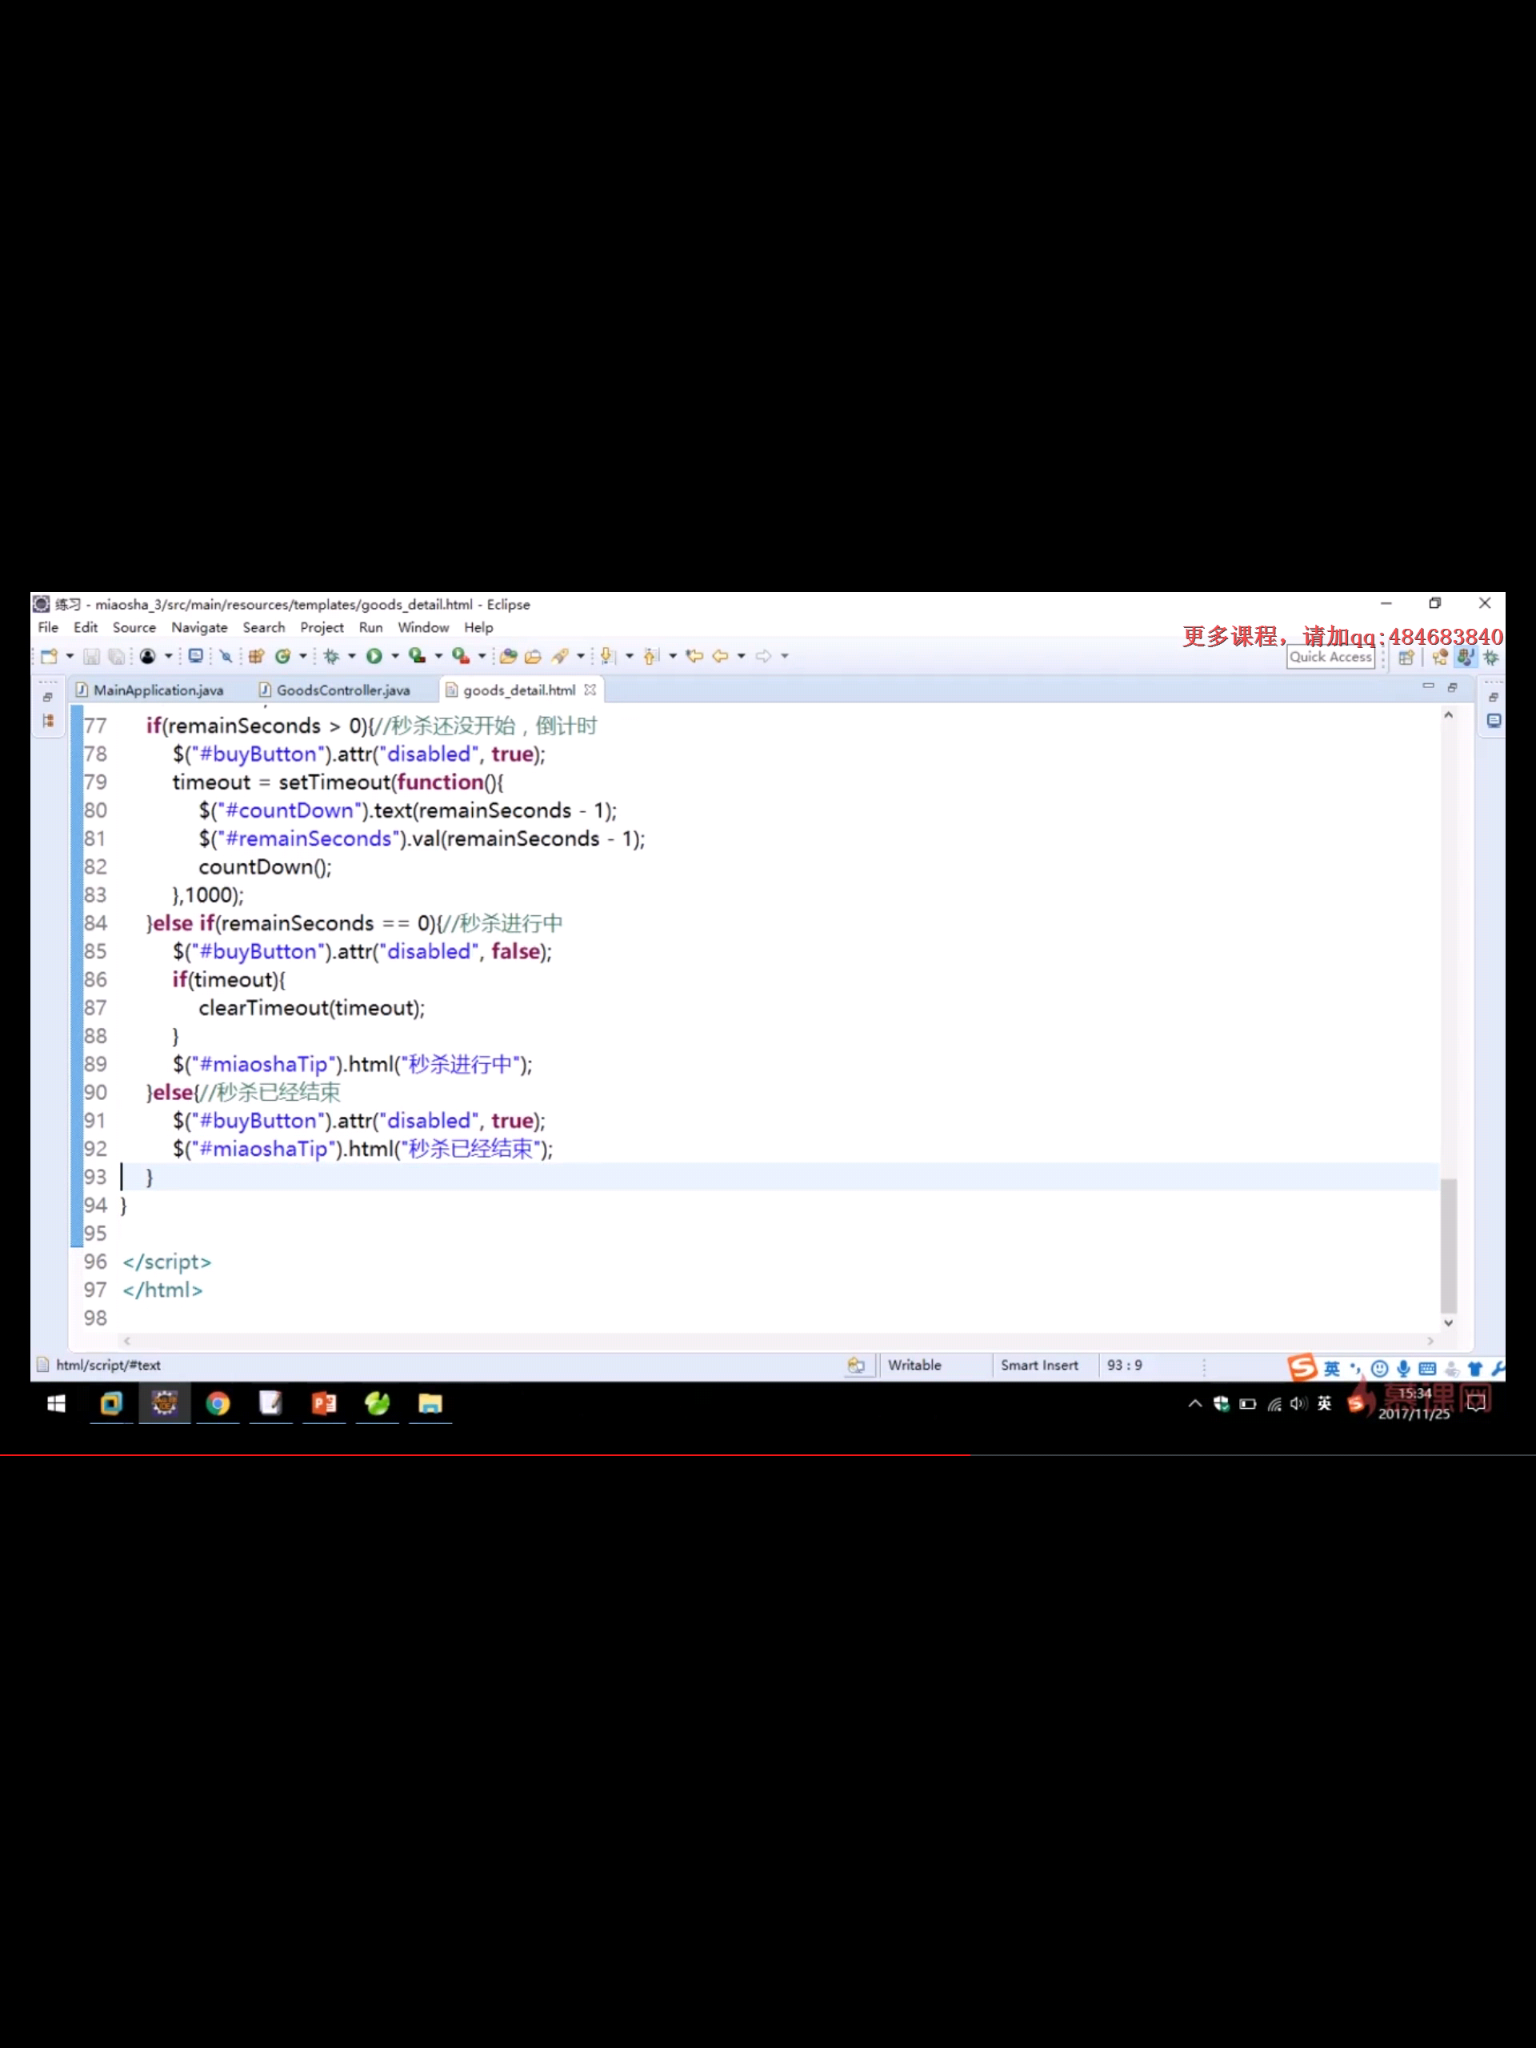 练习 - miaosha_3/src/main/resources/templates/goods_detail.html - Eclipse
File Edit Source Navigate Search Project Run Window Help
更多课程，请加qq:484683840
Quick Access
MainApplication.java GoodsController.java goods_detail.html
77 if(remainSeconds > 0){//秒杀还没开始，倒计时
78 $("#buyButton").attr("disabled", true);
79 timeout = setTimeout(function(){
80 $("#countDown").text(remainSeconds - 1);
81 $("#remainSeconds").val(remainSeconds - 1);
82 countDown();
83 },1000);
84 }else if(remainSeconds == 0){//秒杀进行中
85 $("#buyButton").attr("disabled", false);
86 if(timeout){
87 clearTimeout(timeout);
88 }
89 $("#miaoshaTip").html("秒杀进行中");
90 }else{//秒杀已经结束
91 $("#buyButton").attr("disabled", true);
92 $("#miaoshaTip").html("秒杀已经结束");
93 }
94 }
95
96 </script>
97 </html>
98
html/script/#text Writable Smart Insert 93 : 9 英
英 慕课网
15:34
2017/11/25